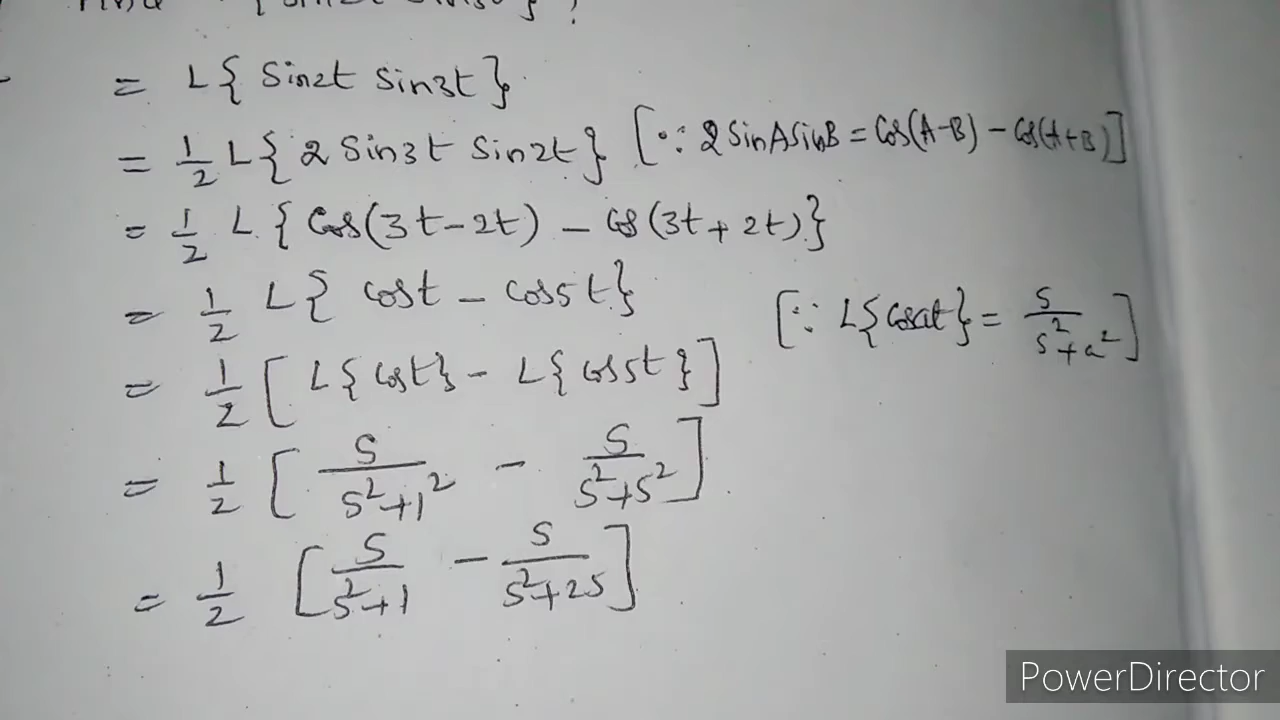 = L{ Sin2t Sin3t}
= 1/2 L{ 2 Sin3t Sin2t} [∵ 2SinASinB = Cos(A-B) - Cos(A+B)]
= 1/2 L{ Cos(3t-2t) - Cos(3t+2t)}
= 1/2 L{ Cost - Cos5t}
[∵ L{Cosat} = s/(s²+a²)]
= 1/2 [ L{Cost} - L{Cos5t} ]
= 1/2 [ s/(s²+1²) - s/(s²+5²) ]
= 1/2 [ s/(s²+1) - s/(s²+25) ]
PowerDirector